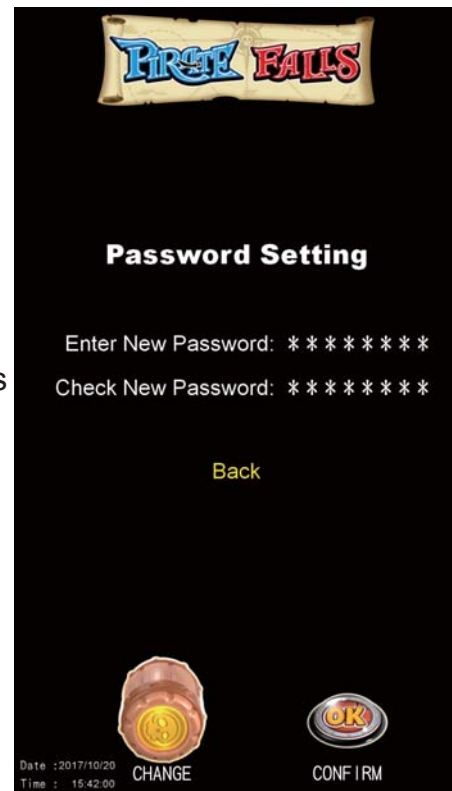 PIRATE FALLS
Password Setting
Enter New Password: ********
s
Check New Password: ********
Back
OK
Date :2017/10/20
Time : 15:42:00
CHANGE
CONFIRM